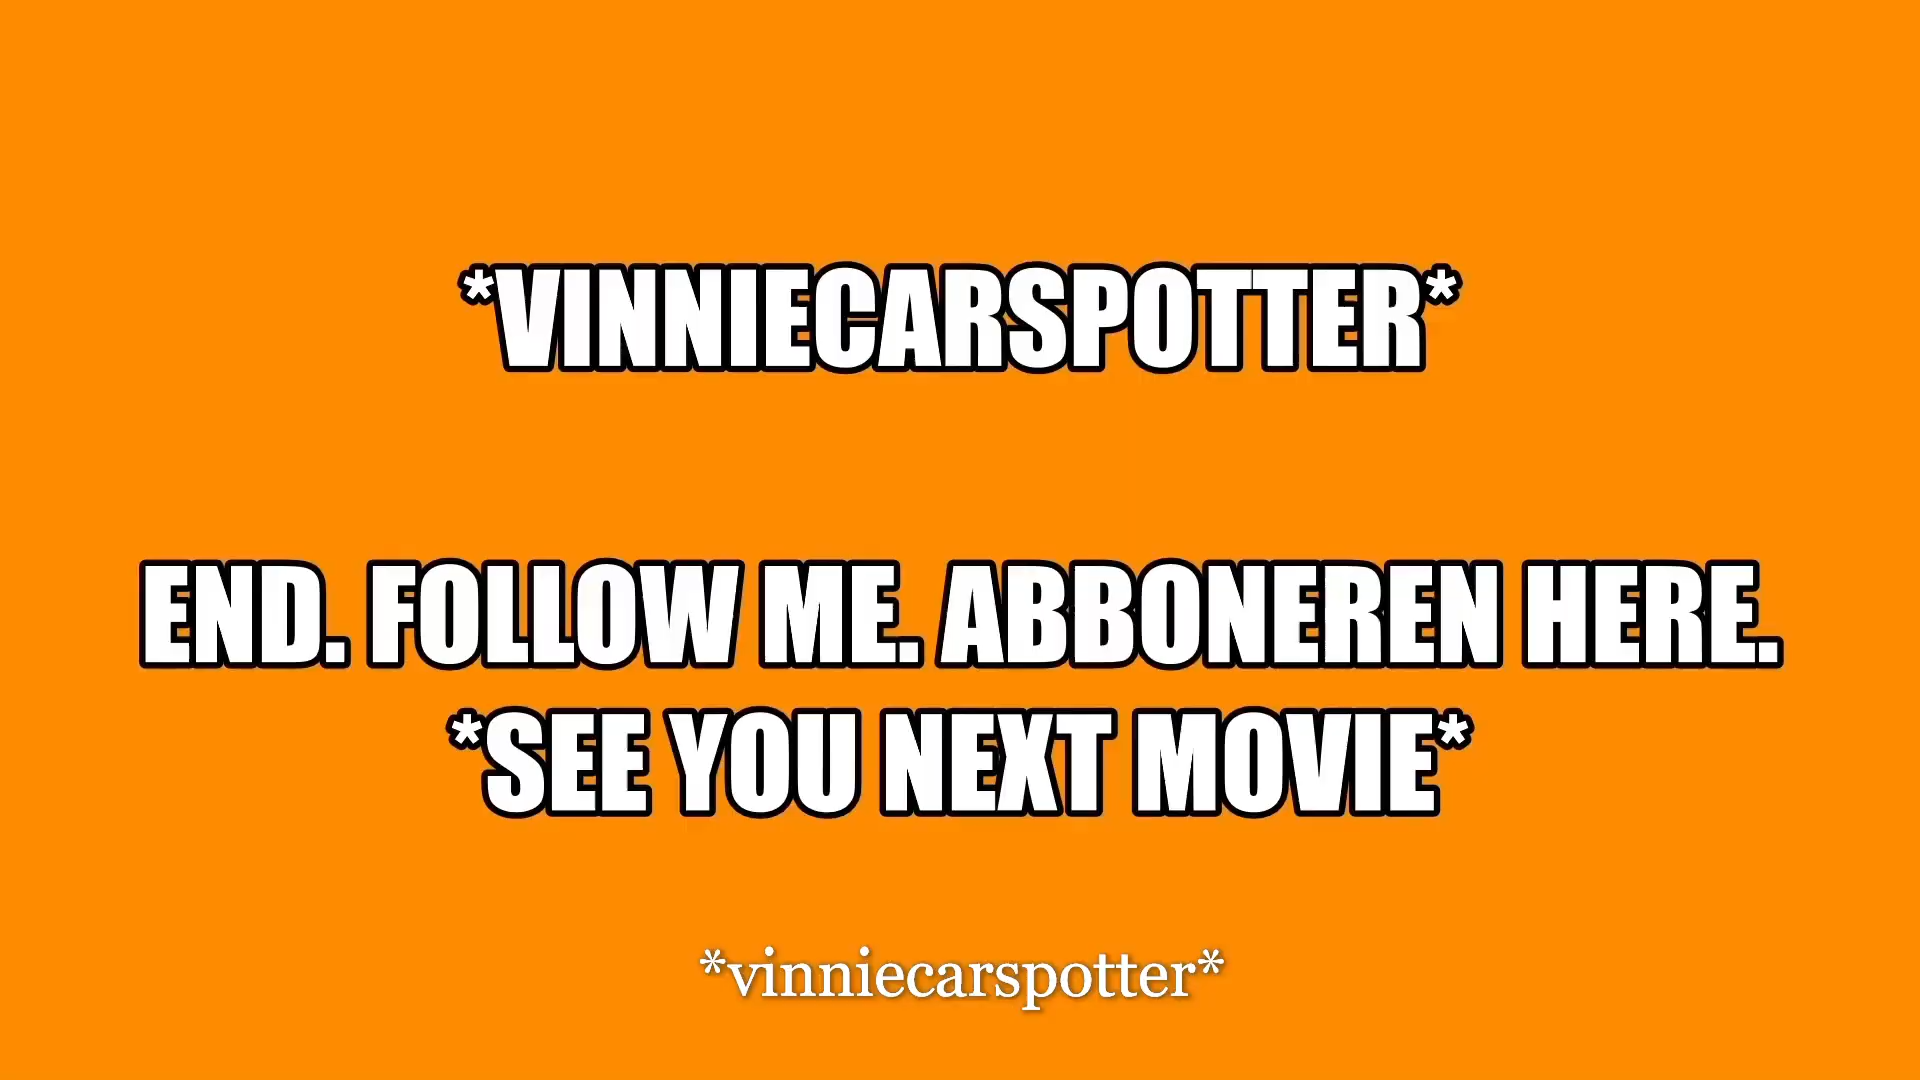 *VINNIECARSPOTTER*
END. FOLLOW ME. ABBONEREN HERE.
*SEE YOU NEXT MOVIE*
*vinniecarspotter*